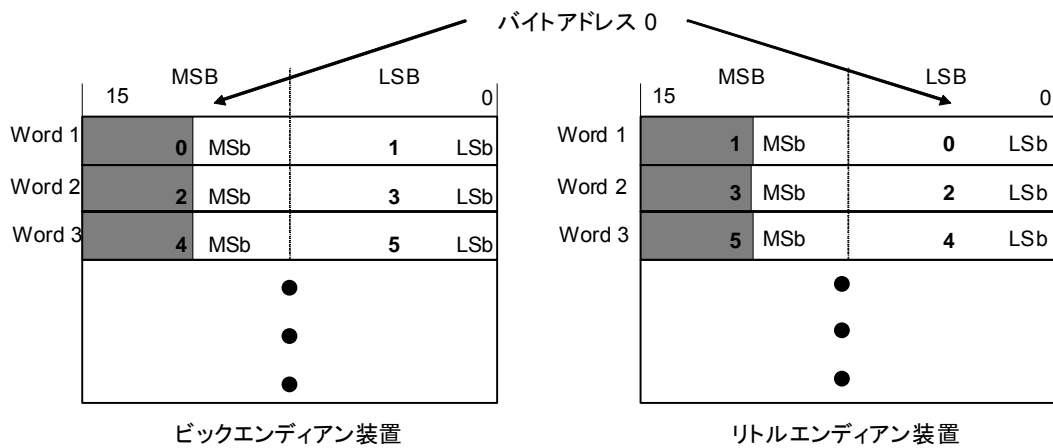 バイトアドレス 0
MSB LSB
15 0
Word 1 0 MSb 1 LSb
Word 2 2 MSb 3 LSb
Word 3 4 MSb 5 LSb
ビックエンディアン装置
MSB LSB
15 0
Word 1 1 MSb 0 LSb
Word 2 3 MSb 2 LSb
Word 3 5 MSb 4 LSb
リトルエンディアン装置